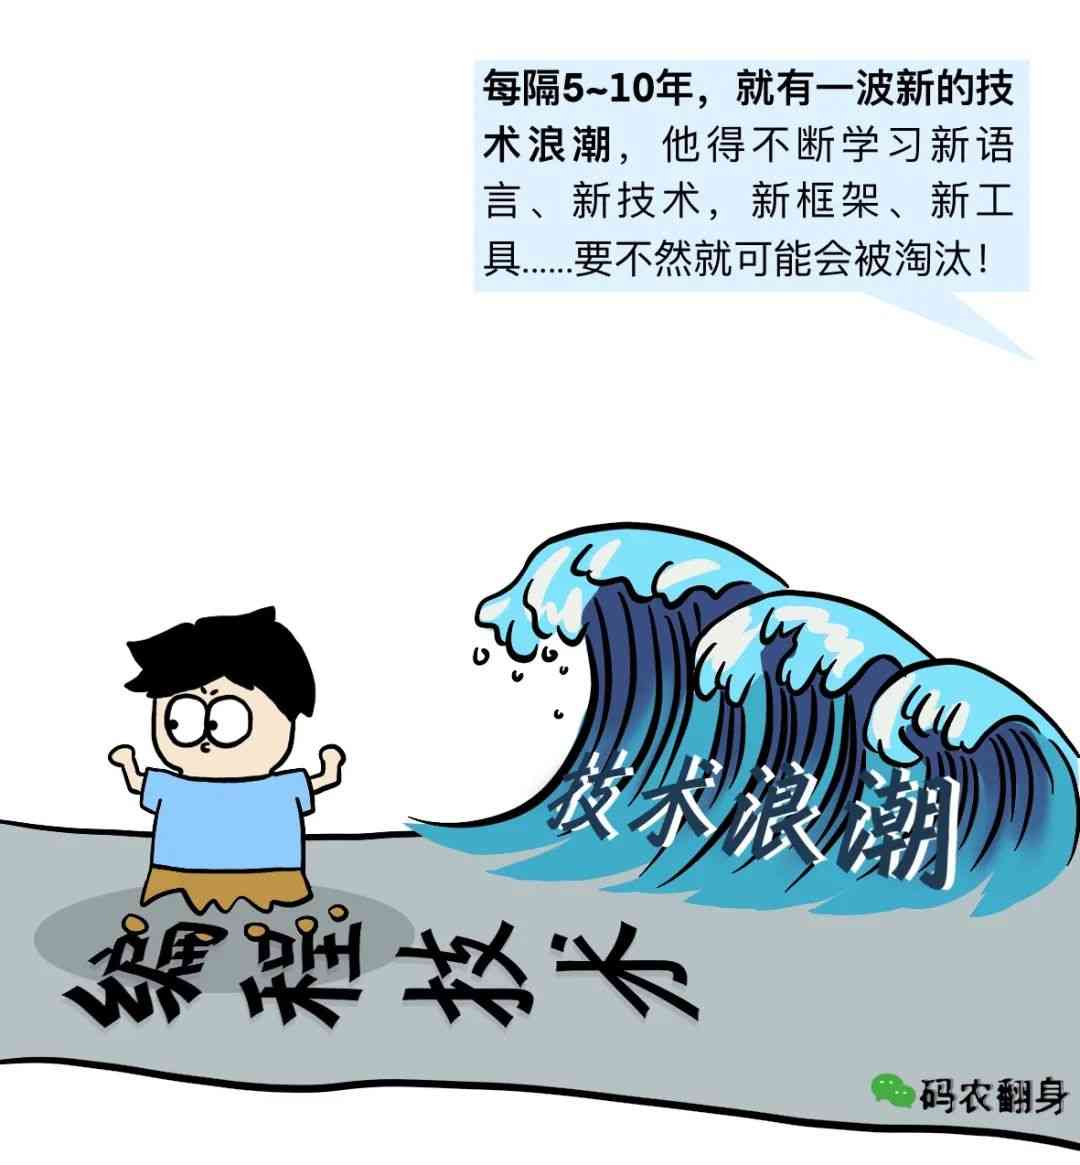 每隔5~10年，就有一波新的技
术浪潮，他得不断学习新语
言、新技术，新框架、新工
具......要不然就可能会被淘汰！
技术浪潮
编程技术
码农翻身